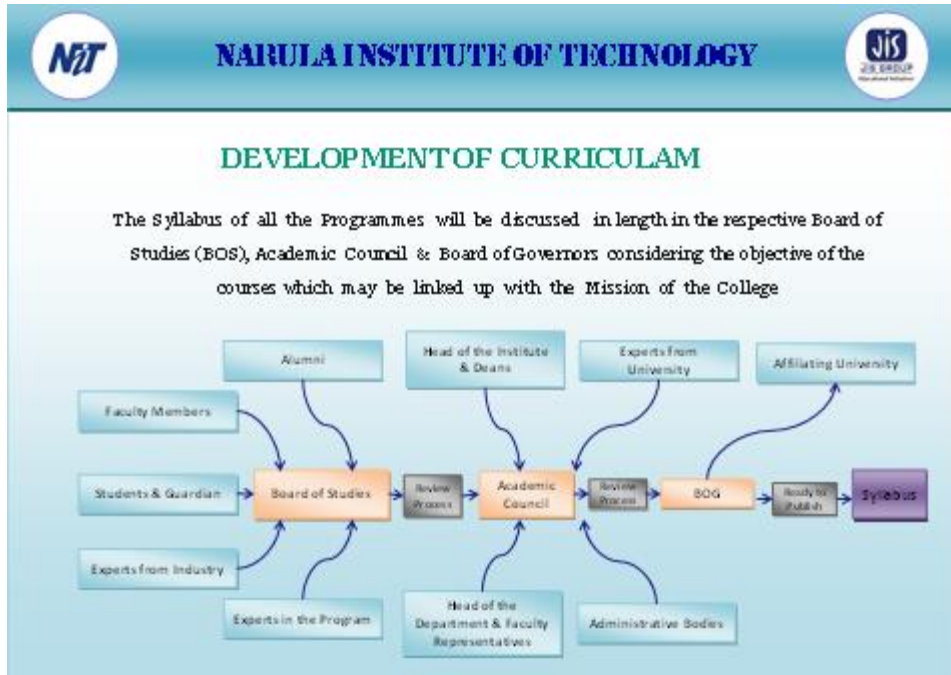 NiT
NARULA INSTITUTE OF TECHNOLOGY
JIS
JIS GROUP
Educational Initiatives
DEVELOPMENT OF CURRICULAM
The Syllabus of all the Programmes will be discussed in length in the respective Board of
Studies (BOS), Academic Council & Board of Governors considering the objective of the
courses which may be linked up with the Mission of the College
Alumni
Head of the Institute
& Deans
Experts from
University
Affiliating University
Faculty Members
Students & Guardian
Board of Studies
Review
Process
Academic
Council
Review
Process
BOG
Ready to
Publish
Syllabus
Experts from Industry
Experts in the Program
Head of the
Department & Faculty
Representatives
Administrative Bodies